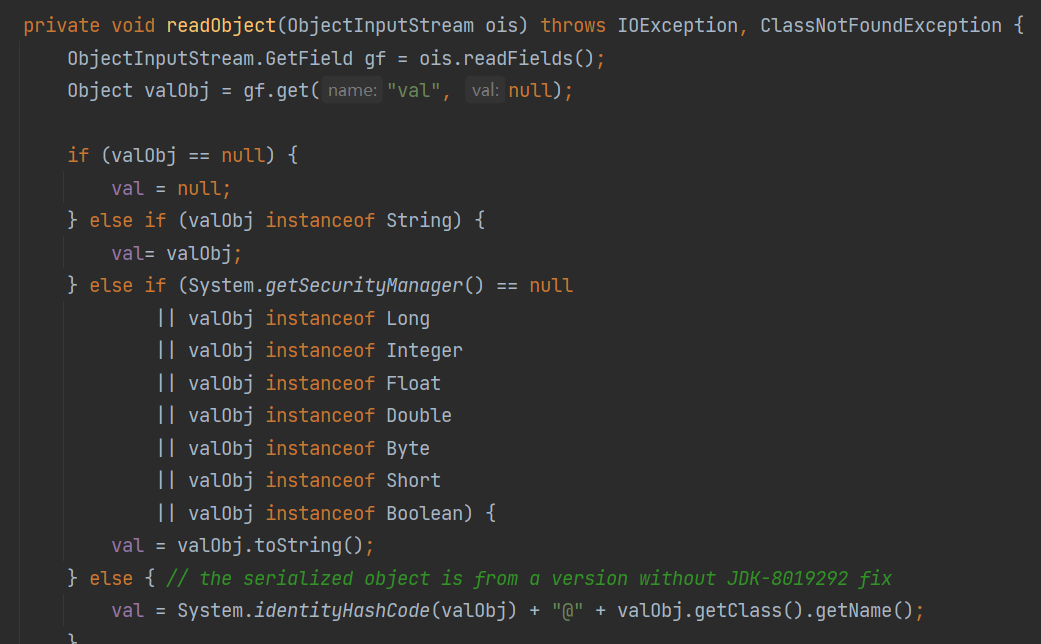 private void readObject(ObjectInputStream ois) throws IOException, ClassNotFoundException {
    ObjectInputStream.GetField gf = ois.readFields();
    Object valObj = gf.get( name: "val", val: null);

    if (valObj == null) {
        val = null;
    } else if (valObj instanceof String) {
        val= valObj;
    } else if (System.getSecurityManager() == null
            || valObj instanceof Long
            || valObj instanceof Integer
            || valObj instanceof Float
            || valObj instanceof Double
            || valObj instanceof Byte
            || valObj instanceof Short
            || valObj instanceof Boolean) {
        val = valObj.toString();
    } else { // the serialized object is from a version without JDK-8019292 fix
        val = System.identityHashCode(valObj) + "@" + valObj.getClass().getName();
    }